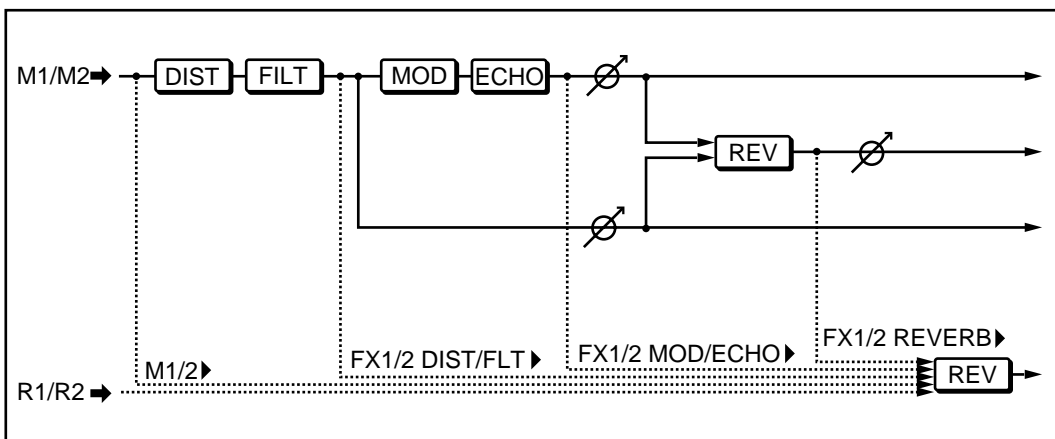 M1/M2 DIST FILT MOD ECHO
REV
FX1/2 REVERB
M1/2 FX1/2 DIST/FLT FX1/2 MOD/ECHO
R1/R2 REV